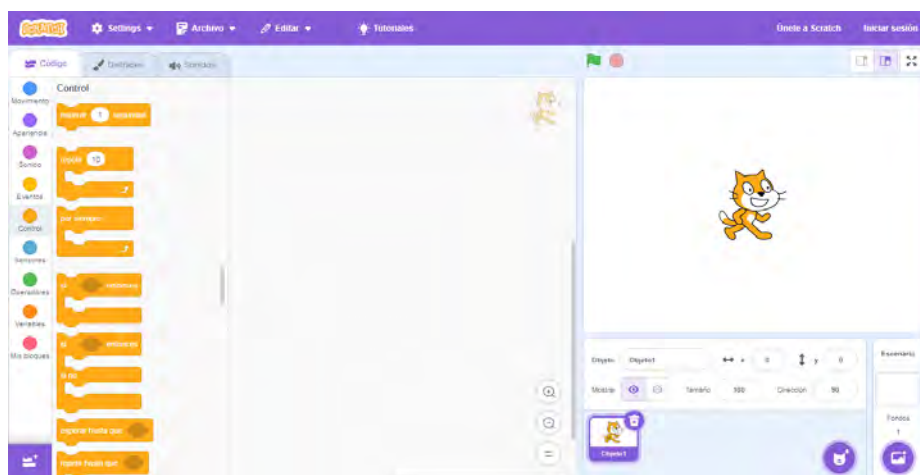 SCRATCH Settings Archivo Editar Tutoriales Únete a Scratch Iniciar sesión
Código Disfraces Sonidos
Movimiento
Apariencia
Sonido
Eventos
Control
Sensores
Operadores
Variables
Mis bloques
Control
esperar 1 segundos
repetir 10
por siempre
si entonces
si entonces
si no
esperar hasta que
repetir hasta que
Objeto Objeto1 x 0 y 0
Mostrar Tamaño 100 Dirección 90
Objeto1
Escenario
Fondos
1